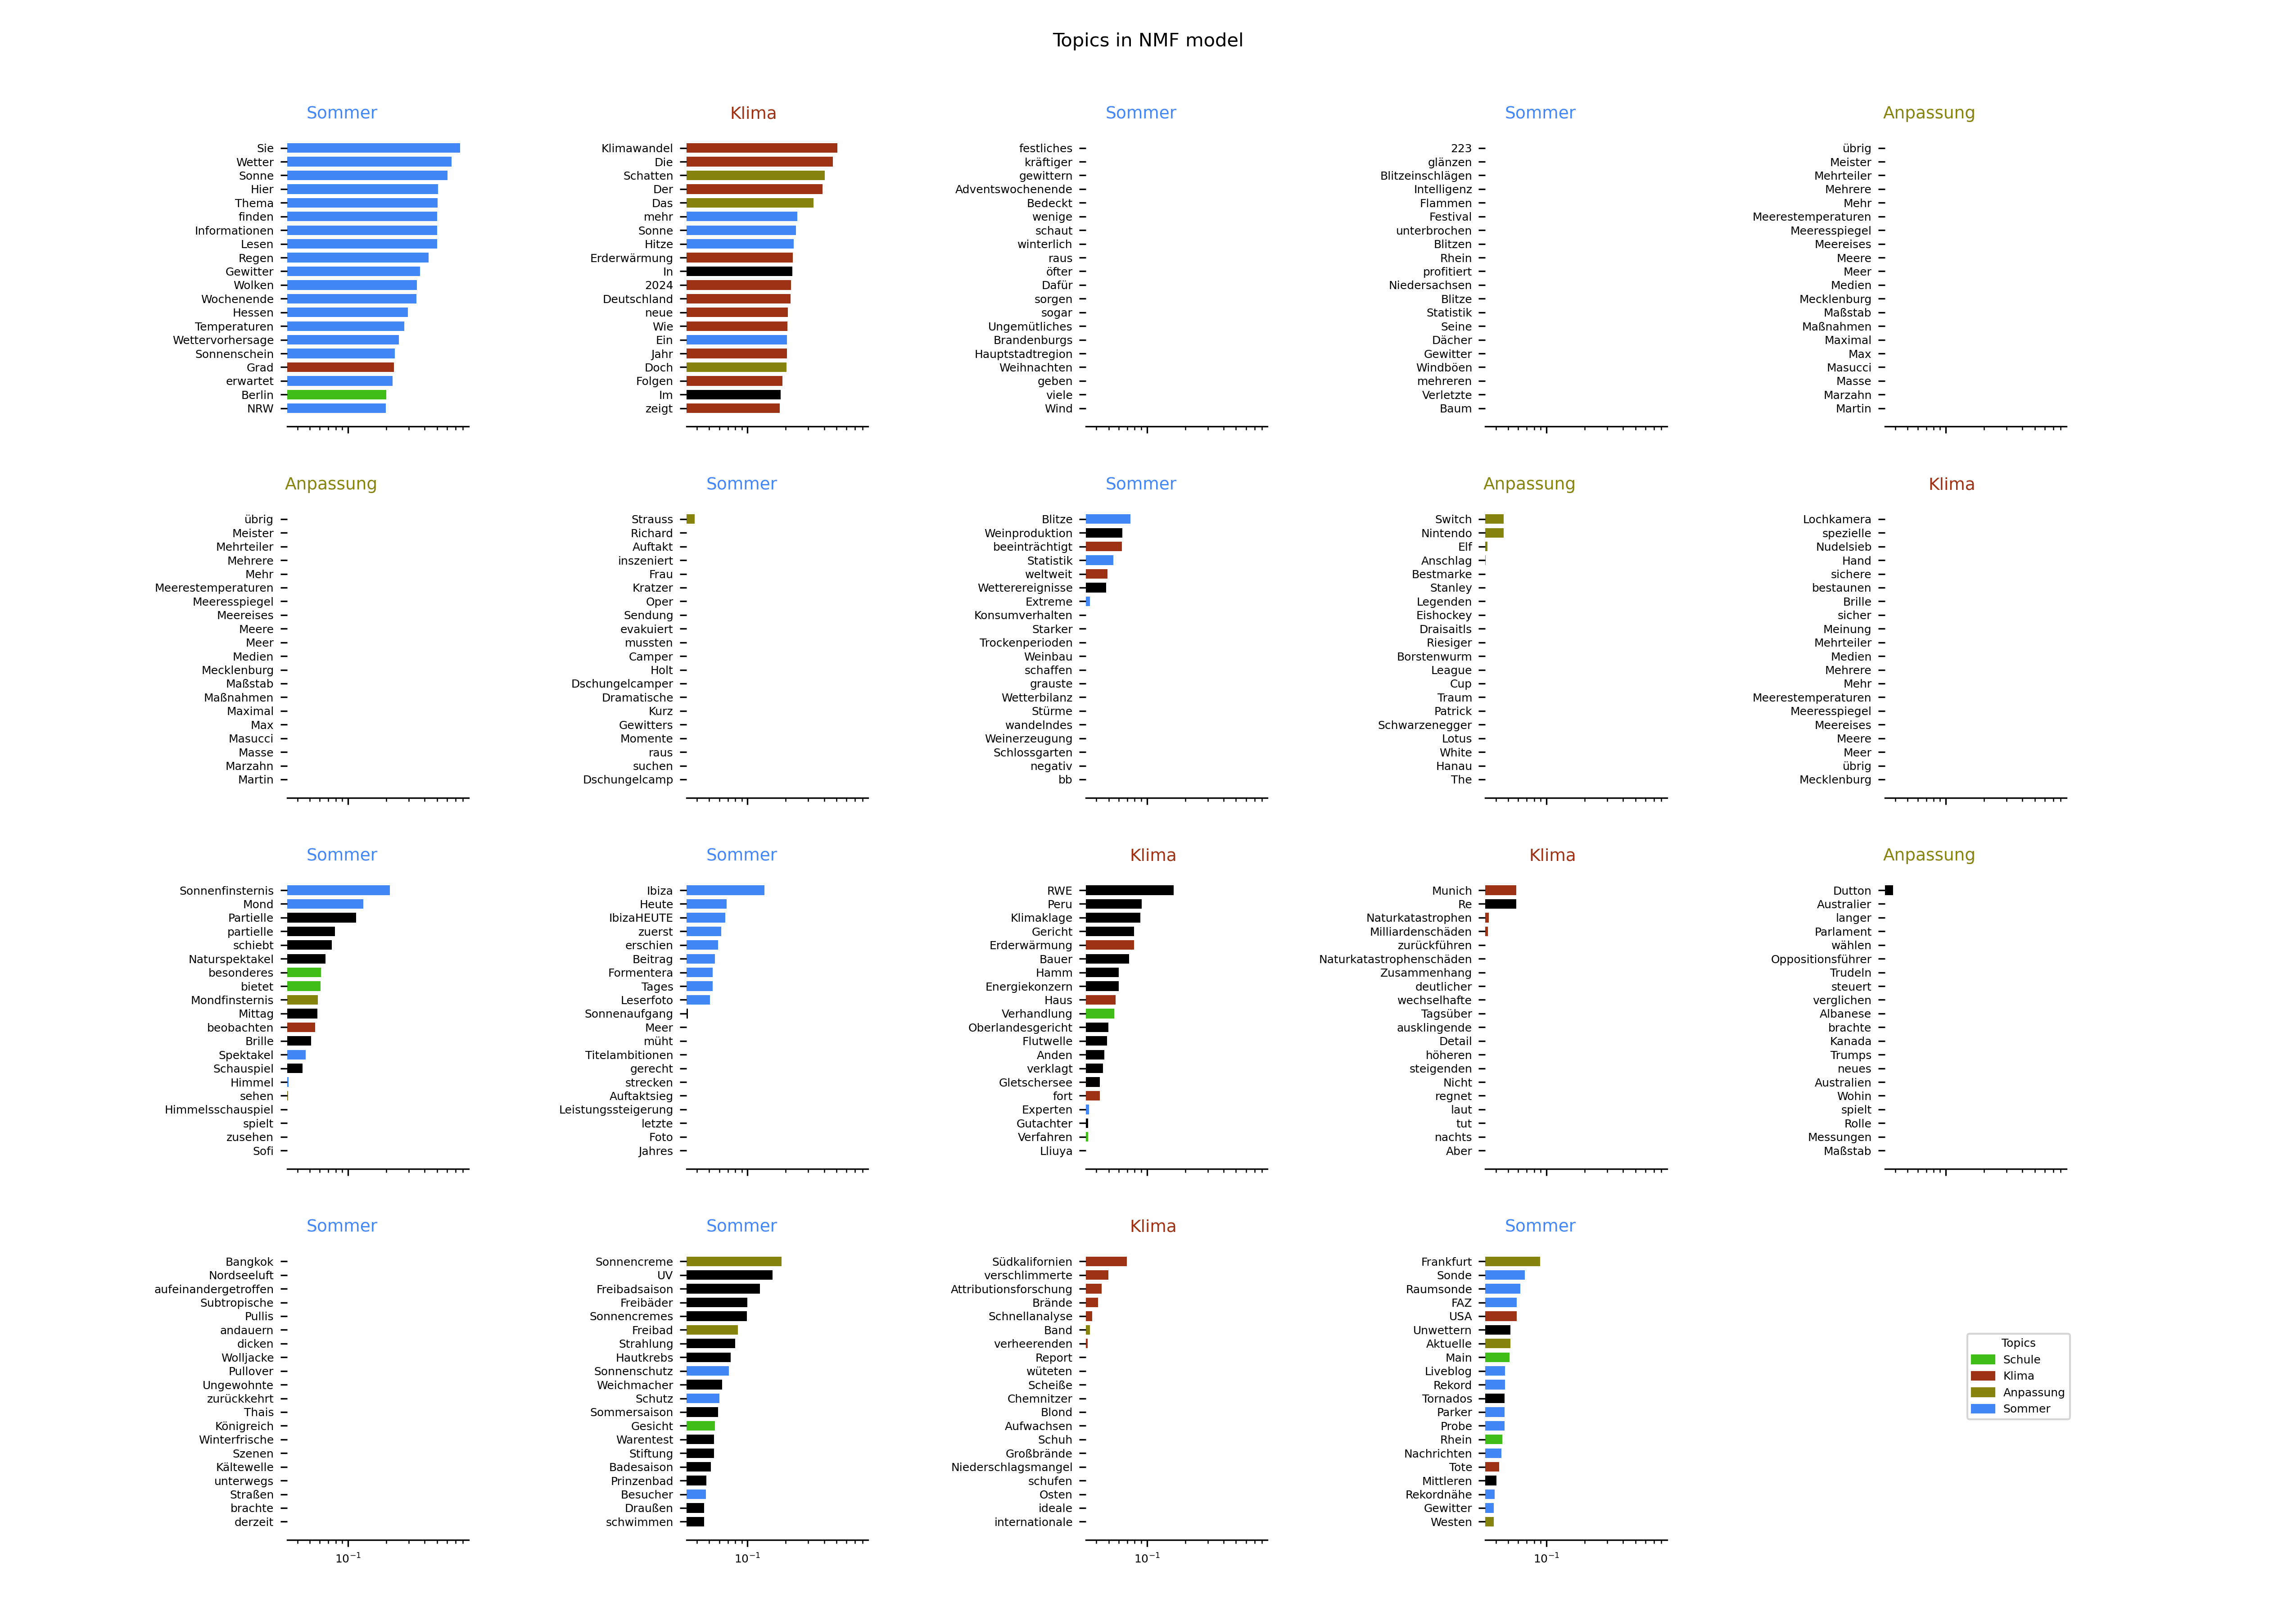 Topics in NMF model
Sommer
Sie
Wetter
Sonne
Hier
Thema
finden
Informationen
Lesen
Regen
Gewitter
Wolken
Wochenende
Hessen
Temperaturen
Wettervorhersage
Sonnenschein
Grad
erwartet
Berlin
NRW
Klima
Klimawandel
Die
Schatten
Der
Das
mehr
Sonne
Hitze
Erderwärmung
In
2024
Deutschland
neue
Wie
Ein
Jahr
Doch
Folgen
Im
zeigt
Sommer
festliches
kräftiger
gewittern
Adventswochenende
Bedeckt
wenige
schaut
winterlich
raus
öfter
Dafür
sorgen
sogar
Ungemütliches
Brandenburgs
Hauptstadtregion
Weihnachten
geben
viele
Wind
Sommer
223
glänzen
Blitzeinschlägen
Intelligenz
Flammen
Festival
unterbrochen
Blitzen
Rhein
profitiert
Niedersachsen
Blitze
Statistik
Seine
Dächer
Gewitter
Windböen
mehreren
Verletzte
Baum
Anpassung
übrig
Meister
Mehrteiler
Mehrere
Mehr
Meerestemperaturen
Meeresspiegel
Meereises
Meere
Meer
Medien
Mecklenburg
Maßstab
Maßnahmen
Maximal
Max
Masucci
Masse
Marzahn
Martin
Anpassung
übrig
Meister
Mehrteiler
Mehrere
Mehr
Meerestemperaturen
Meeresspiegel
Meereises
Meere
Meer
Medien
Mecklenburg
Maßstab
Maßnahmen
Maximal
Max
Masucci
Masse
Marzahn
Martin
Sommer
Strauss
Richard
Auftakt
inszeniert
Frau
Kratzer
Oper
Sendung
evakuiert
mussten
Camper
Holt
Dschungelcamper
Dramatische
Kurz
Gewitters
Momente
raus
suchen
Dschungelcamp
Sommer
Blitze
Weinproduktion
beeinträchtigt
Statistik
weltweit
Wetterereignisse
Extreme
Konsumverhalten
Starker
Trockenperioden
Weinbau
schaffen
grauste
Wetterbilanz
Stürme
wandelndes
Weinerzeugung
Schlossgarten
negativ
bb
Anpassung
Switch
Nintendo
Elf
Anschlag
Bestmarke
Stanley
Legenden
Eishockey
Draisaitls
Riesiger
Borstenwurm
League
Cup
Traum
Patrick
Schwarzenegger
Lotus
White
Hanau
The
Klima
Lochkamera
spezielle
Nudelsieb
Hand
sichere
bestaunen
Brille
sicher
Meinung
Mehrteiler
Medien
Mehrere
Mehr
Meerestemperaturen
Meeresspiegel
Meereises
Meere
Meer
übrig
Mecklenburg
Sommer
Sonnenfinsternis
Mond
Partielle
partielle
schiebt
Naturspektakel
besonderes
bietet
Mondfinsternis
Mittag
beobachten
Brille
Spektakel
Schauspiel
Himmel
sehen
Himmelsschauspiel
spielt
zusehen
Sofi
Sommer
Ibiza
Heute
IbizaHEUTE
zuerst
erschien
Beitrag
Formentera
Tages
Leserfoto
Sonnenaufgang
Meer
müht
Titelambitionen
gerecht
strecken
Auftaktsieg
Leistungssteigerung
letzte
Foto
Jahres
Klima
RWE
Peru
Klimaklage
Gericht
Erderwärmung
Bauer
Hamm
Energiekonzern
Haus
Verhandlung
Oberlandesgericht
Flutwelle
Anden
verklagt
Gletschersee
fort
Experten
Gutachter
Verfahren
Lliuya
Klima
Munich
Re
Naturkatastrophen
Milliardenschäden
zurückführen
Naturkatastrophenschäden
Zusammenhang
deutlicher
wechselhafte
Tagsüber
ausklingende
Detail
höheren
steigenden
Nicht
regnet
laut
tut
nachts
Aber
Anpassung
Dutton
Australier
langer
Parlament
wählen
Oppositionsführer
Trudeln
steuert
verglichen
Albanese
brachte
Kanada
Trumps
neues
Australien
Wohin
spielt
Rolle
Messungen
Maßstab
Sommer
Bangkok
Nordseeluft
aufeinandergetroffen
Subtropische
Pullis
andauern
dicken
Wolljacke
Pullover
Ungewohnte
zurückkehrt
Thais
Königreich
Winterfrische
Szenen
Kältewelle
unterwegs
Straßen
brachte
derzeit
10⁻¹
Sommer
Sonnencreme
UV
Freibadsaison
Freibäder
Sonnencremes
Freibad
Strahlung
Hautkrebs
Sonnenschutz
Weichmacher
Schutz
Sommersaison
Gesicht
Warentest
Stiftung
Badesaison
Prinzenbad
Besucher
Draußen
schwimmen
10⁻¹
Klima
Südkalifornien
verschlimmerte
Attributionsforschung
Brände
Schnellanalyse
Band
verheerenden
Report
wüteten
Scheiße
Chemnitzer
Blond
Aufwachsen
Schuh
Großbrände
Niederschlagsmangel
schufen
Osten
ideale
internationale
10⁻¹
Sommer
Frankfurt
Sonde
Raumsonde
FAZ
USA
Unwettern
Aktuelle
Main
Liveblog
Rekord
Tornados
Parker
Probe
Rhein
Nachrichten
Tote
Mittleren
Rekordnähe
Gewitter
Westen
10⁻¹
Topics
Schule
Klima
Anpassung
Sommer